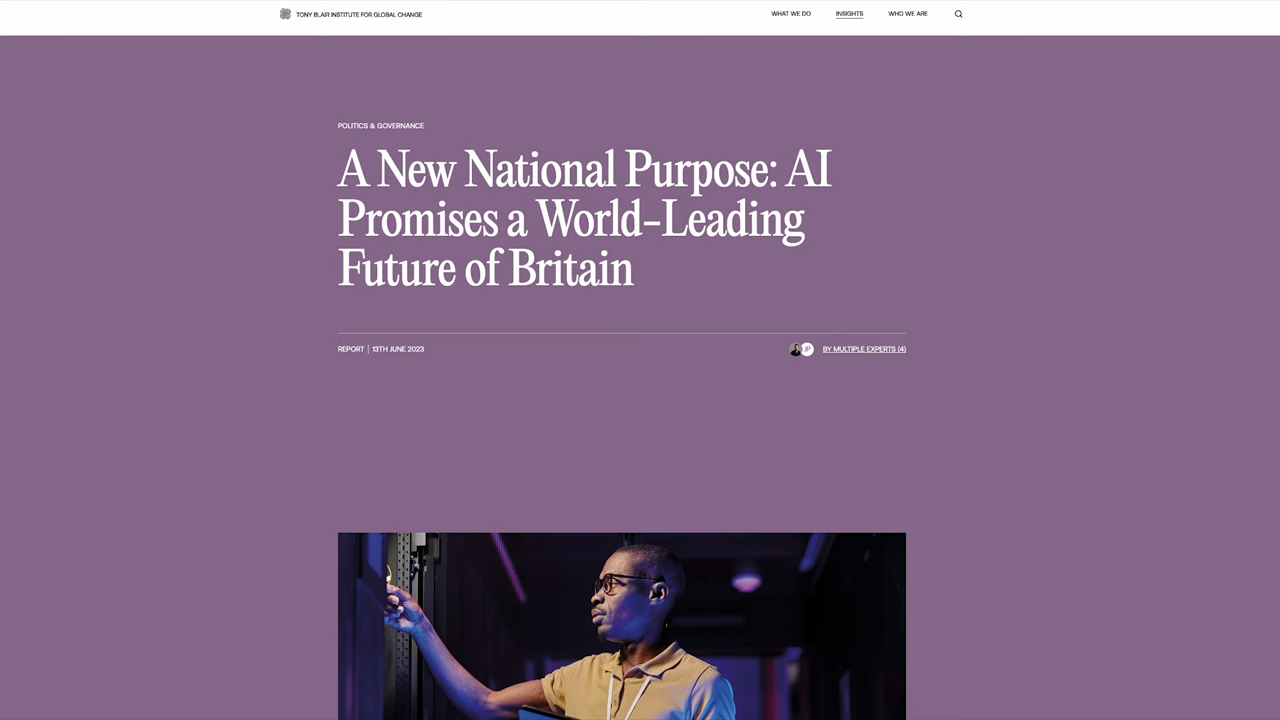 TONY BLAIR INSTITUTE FOR GLOBAL CHANGE
WHAT WE DO
INSIGHTS
WHO WE ARE
POLITICS & GOVERNANCE
A New National Purpose: AI
Promises a World-Leading
Future of Britain
REPORT | 13TH JUNE 2023
JP
BY MULTIPLE EXPERTS (4)